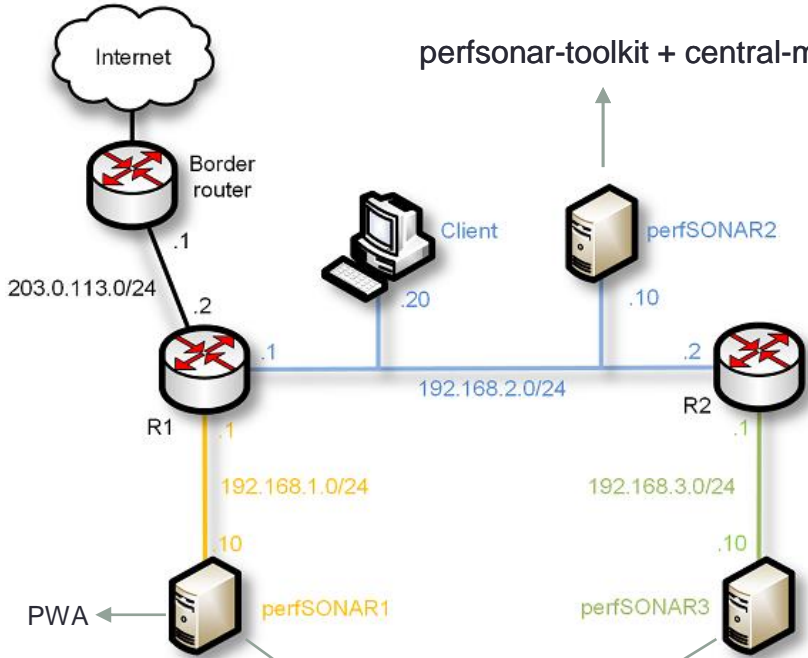 Internet
perfsonar-toolkit + central-m
Border
router
.1
Client
perfSONAR2
203.0.113.0/24
.2
.20
.10
.1
.2
192.168.2.0/24
R1
R2
.1
.1
192.168.1.0/24
192.168.3.0/24
.10
.10
PWA
perfSONAR1
perfSONAR3